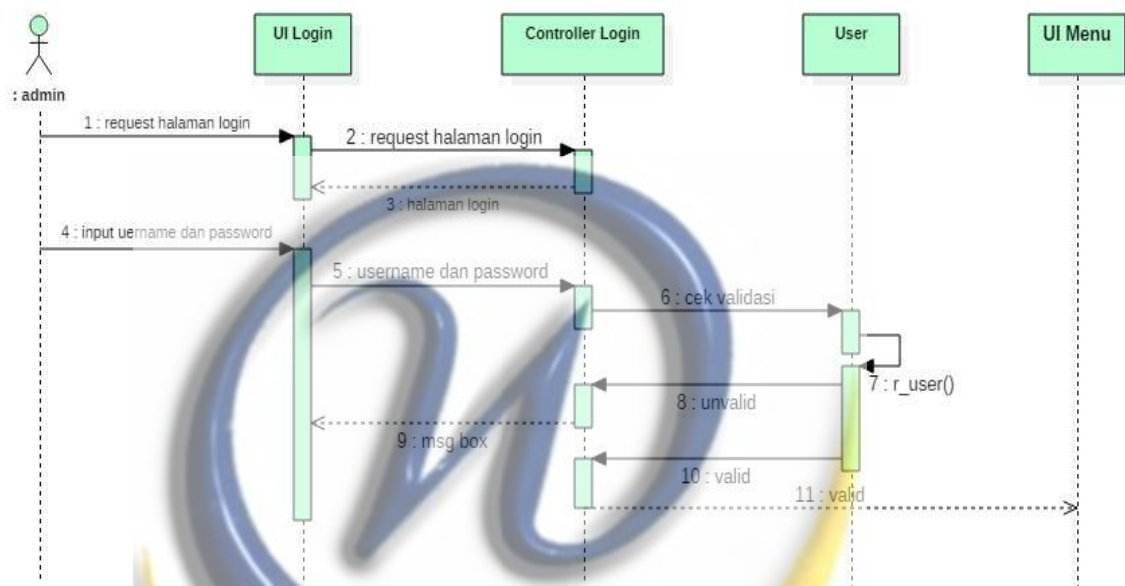 UI Login
Controller Login
User
UI Menu
: admin
1 : request halaman login
2 : request halaman login
3 : halaman login
4 : input uername dan password
5 : username dan password
6 : cek validasi
7 : r_user()
8 : unvalid
9 : msg box
10 : valid
11 : valid